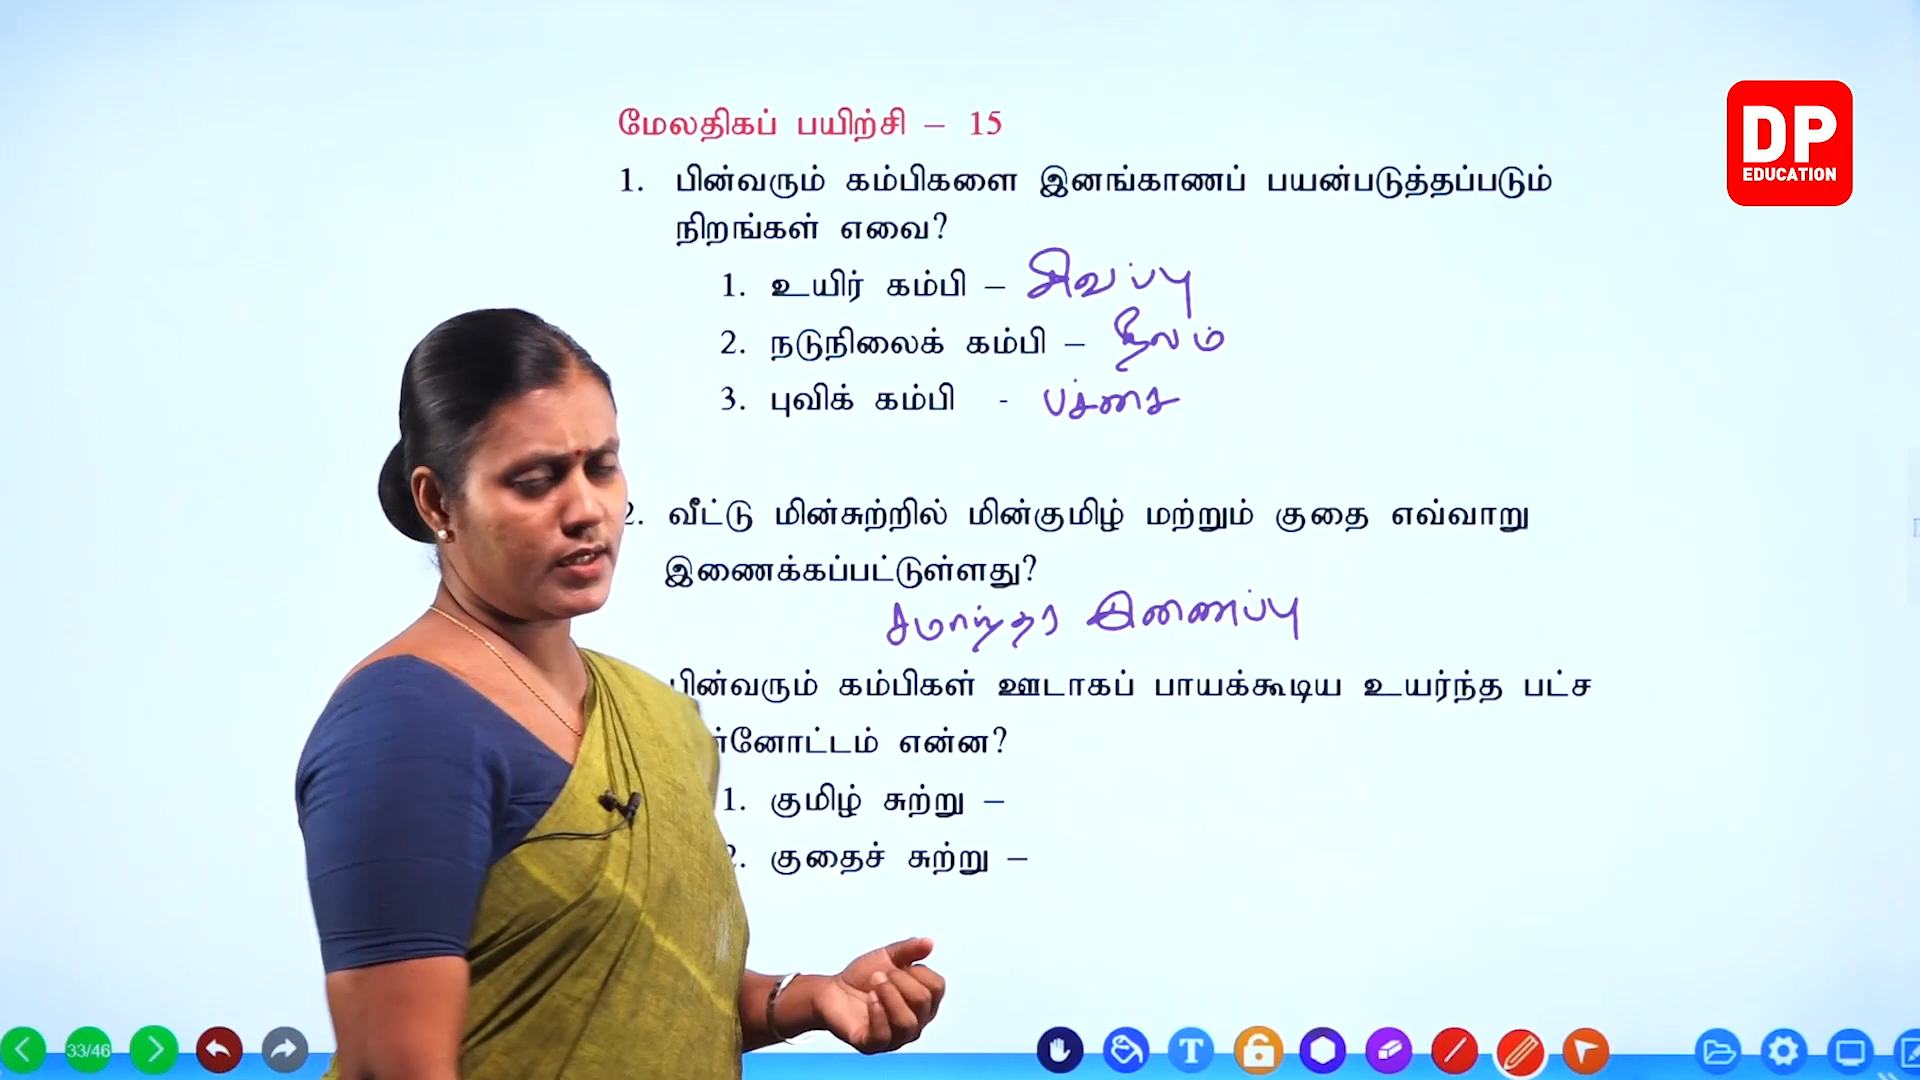 மேலதிகப் பயிற்சி – 15
DP
EDUCATION
1. பின்வரும் கம்பிகளை இனங்காணப் பயன்படுத்தப்படும்
நிறங்கள் எவை?
1. உயிர் கம்பி – சிவப்பு
2. நடுநிலைக் கம்பி – நீலம்
3. புவிக் கம்பி - பச்சை
2. வீட்டு மின்சுற்றில் மின்குமிழ் மற்றும் குதை எவ்வாறு
இணைக்கப்பட்டுள்ளது?
சமாந்தர இணைப்பு
பின்வரும் கம்பிகள் ஊடாகப் பாயக்கூடிய உயர்ந்த பட்ச
ன்னோட்டம் என்ன?
1. குமிழ் சுற்று –
2. குதைச் சுற்று –
33/46
T